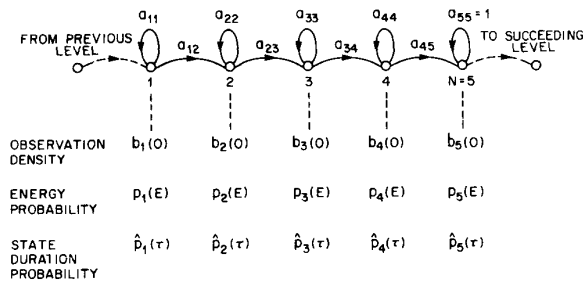 a11 a22 a33 a44 a55 = 1
FROM PREVIOUS LEVEL
a12 a23 a34 a45
TO SUCCEEDING LEVEL
1 2 3 4 N=5
OBSERVATION DENSITY b1(O) b2(O) b3(O) b4(O) b5(O)
ENERGY PROBABILITY p1(E) p2(E) p3(E) p4(E) p5(E)
STATE DURATION PROBABILITY p̂1(τ) p̂2(τ) p̂3(τ) p̂4(τ) p̂5(τ)